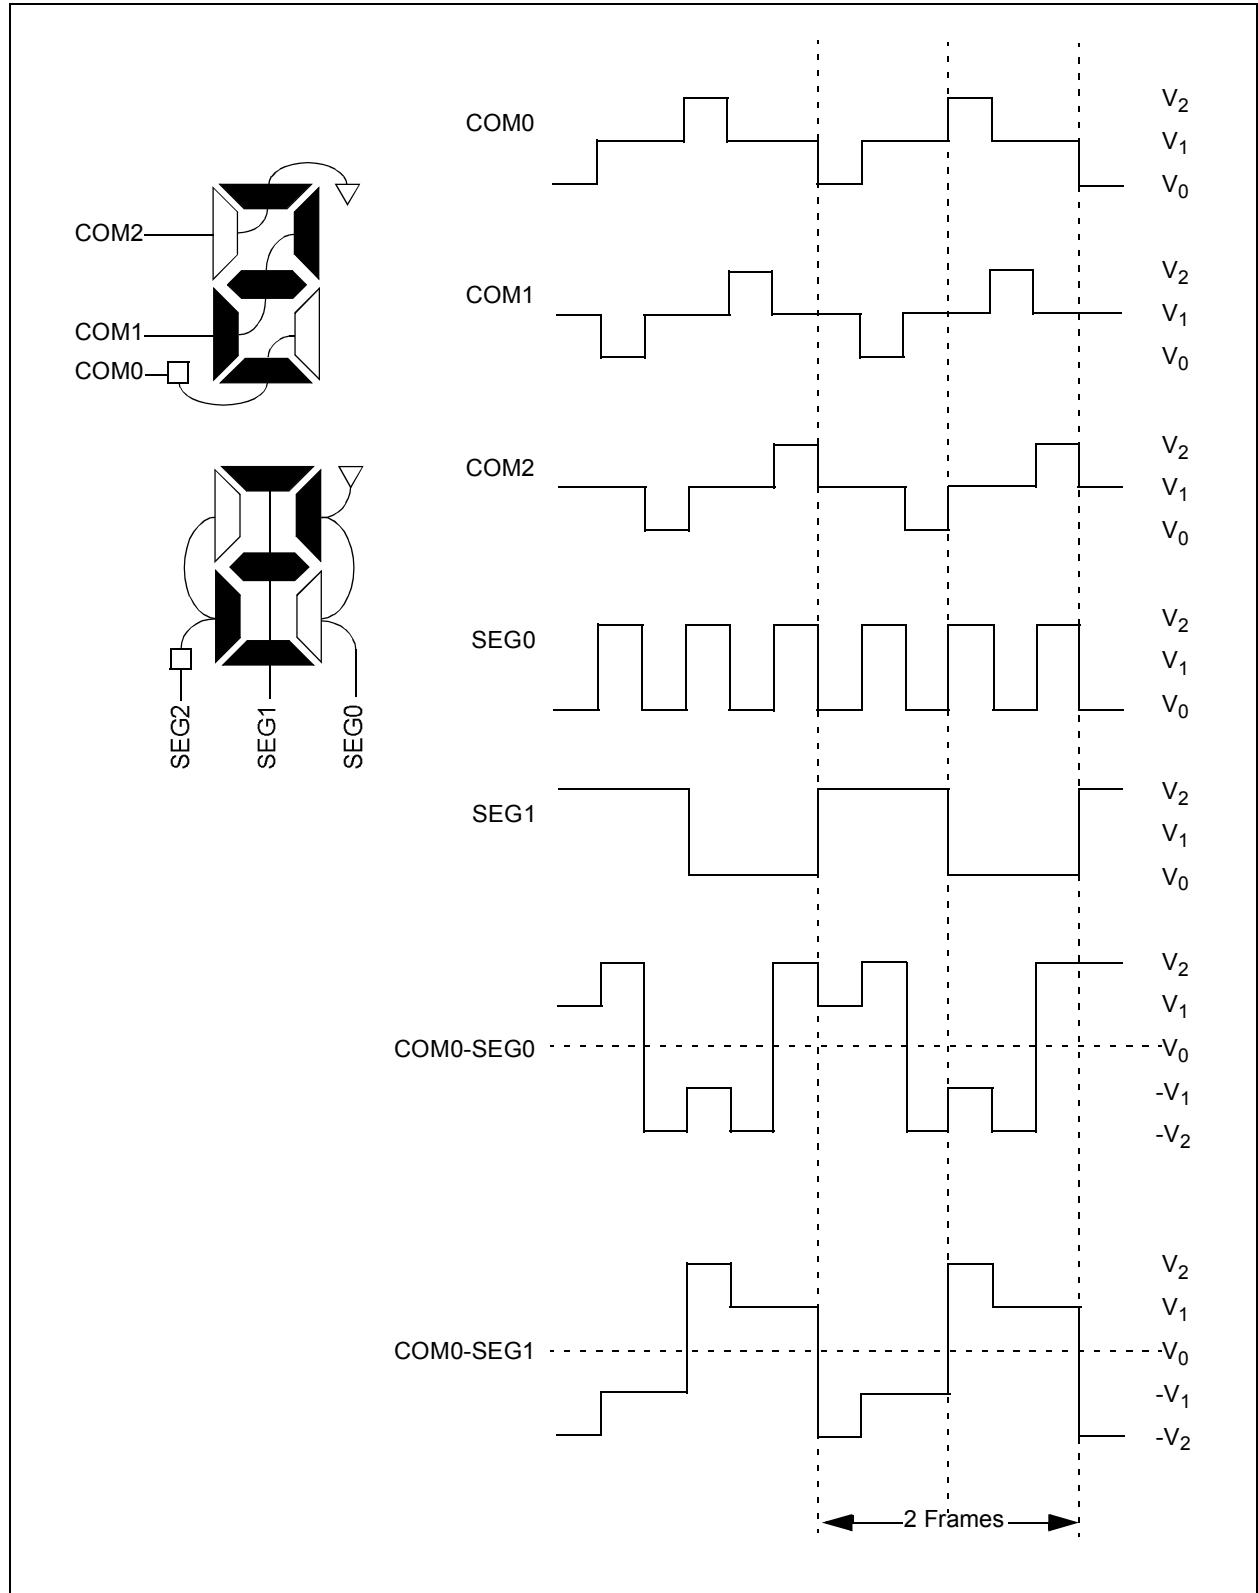 COM2
COM1
COM0
SEG2
SEG1
SEG0
COM0
V2
V1
V0
COM1
V2
V1
V0
COM2
V2
V1
V0
SEG0
V2
V1
V0
SEG1
V2
V1
V0
COM0-SEG0
V2
V1
V0
-V1
-V2
COM0-SEG1
V2
V1
V0
-V1
-V2
2 Frames